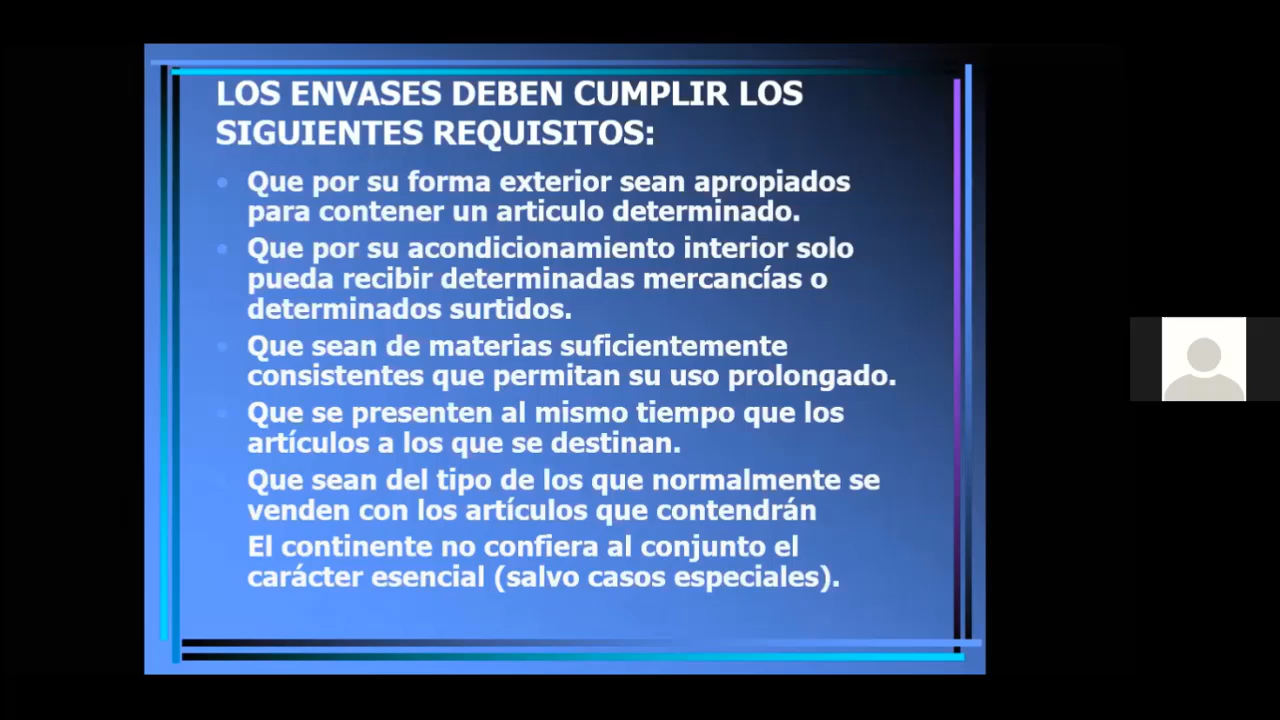 LOS ENVASES DEBEN CUMPLIR LOS
SIGUIENTES REQUISITOS:
Que por su forma exterior sean apropiados
para contener un articulo determinado.
Que por su acondicionamiento interior solo
pueda recibir determinadas mercancías o
determinados surtidos.
Que sean de materias suficientemente
consistentes que permitan su uso prolongado.
Que se presenten al mismo tiempo que los
artículos a los que se destinan.
Que sean del tipo de los que normalmente se
venden con los artículos que contendrán
El continente no confiera al conjunto el
carácter esencial (salvo casos especiales).